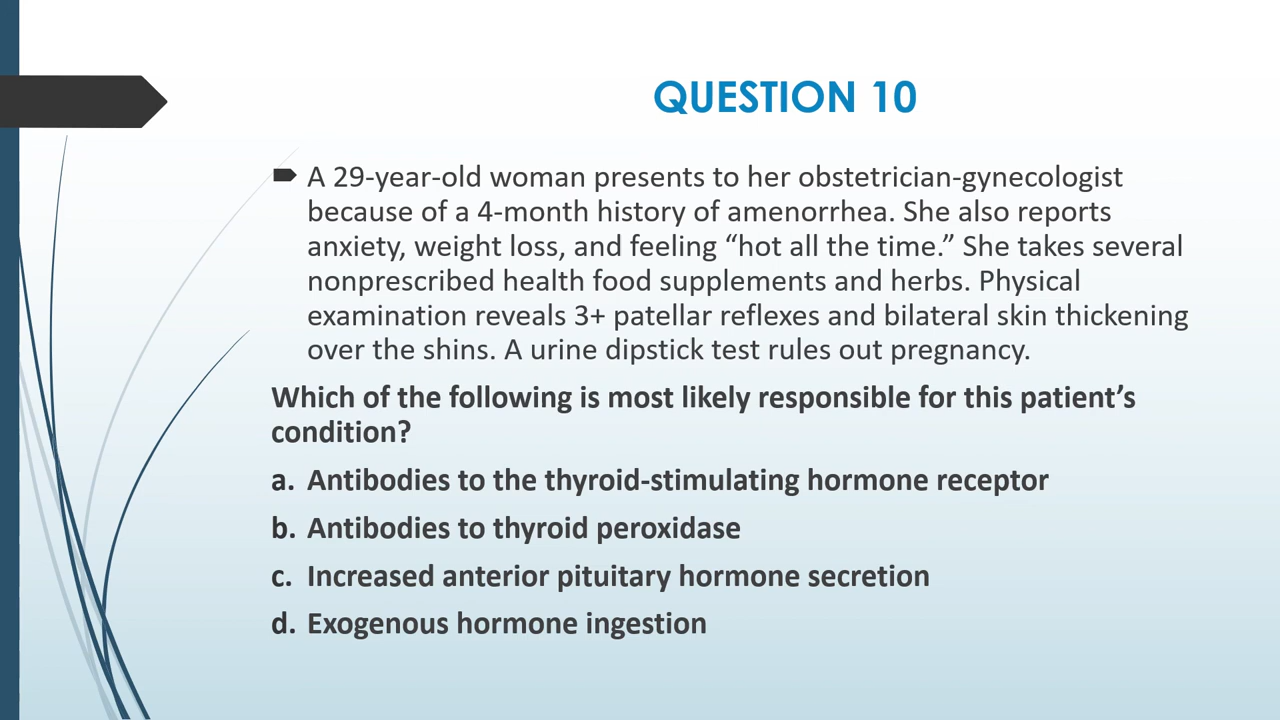 QUESTION 10
A 29-year-old woman presents to her obstetrician-gynecologist
because of a 4-month history of amenorrhea. She also reports
anxiety, weight loss, and feeling “hot all the time.” She takes several
nonprescribed health food supplements and herbs. Physical
examination reveals 3+ patellar reflexes and bilateral skin thickening
over the shins. A urine dipstick test rules out pregnancy.
Which of the following is most likely responsible for this patient’s
condition?
a. Antibodies to the thyroid-stimulating hormone receptor
b. Antibodies to thyroid peroxidase
c. Increased anterior pituitary hormone secretion
d. Exogenous hormone ingestion